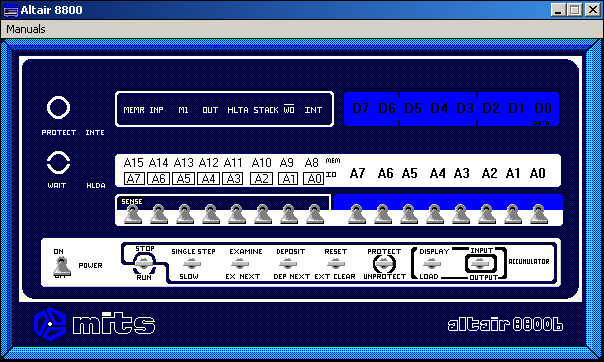 Altair 8800
Manuals
MEMR INP M1 OUT HLTA STACK WO INT
D7 D6 D5 D4 D3 D2 D1 D0
PROTECT INTE
A15 A14 A13 A12 A11 A10 A9 A8 MEM
A7 A6 A5 A4 A3 A2 A1 A0 IO
A7 A6 A5 A4 A3 A2 A1 A0
WAIT HLDA
SENSE
ON
OFF
POWER
STOP SINGLE STEP EXAMINE DEPOSIT RESET PROTECT DISPLAY INPUT
ACCUMULATOR
RUN SLOW EX NEXT DEP NEXT EXT CLEAR UNPROTECT LOAD OUTPUT
mits
altair 8800b